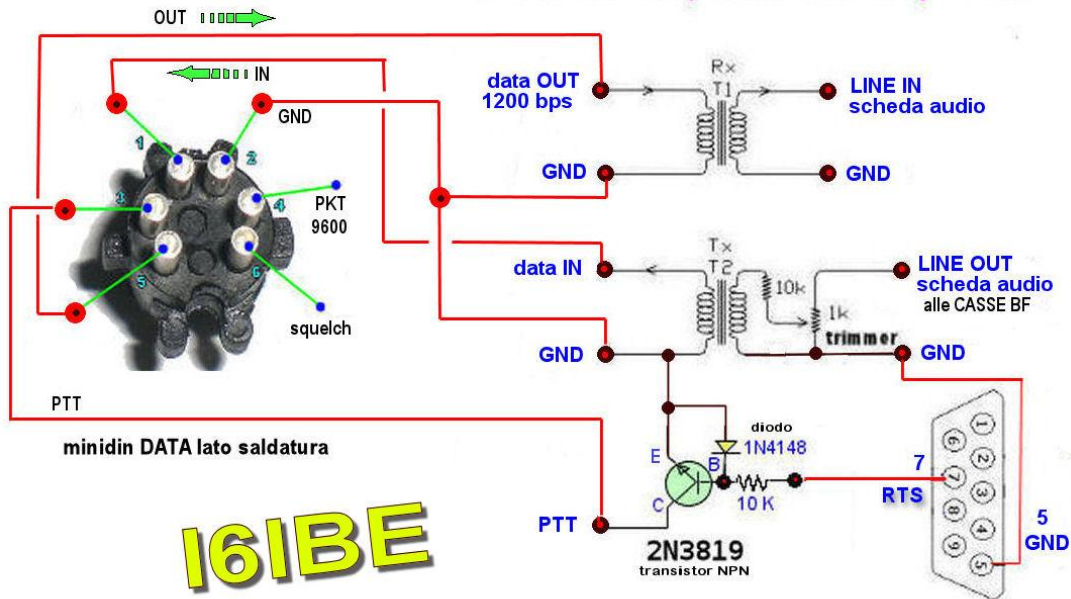 OUT
IN
GND
1
2
3
4
5
6
PKT
9600
squelch
PTT
minidin DATA lato saldatura
I6IBE
data OUT
1200 bps
GND
Rx
T1
LINE IN
scheda audio
GND
data IN
GND
Tx
T2
10k
1k
trimmer
LINE OUT
scheda audio
alle CASSE BF
GND
diodo
1N4148
E
B
C
10 K
PTT
2N3819
transistor NPN
7
RTS
5
GND
1
6
2
7
3
8
4
9
5